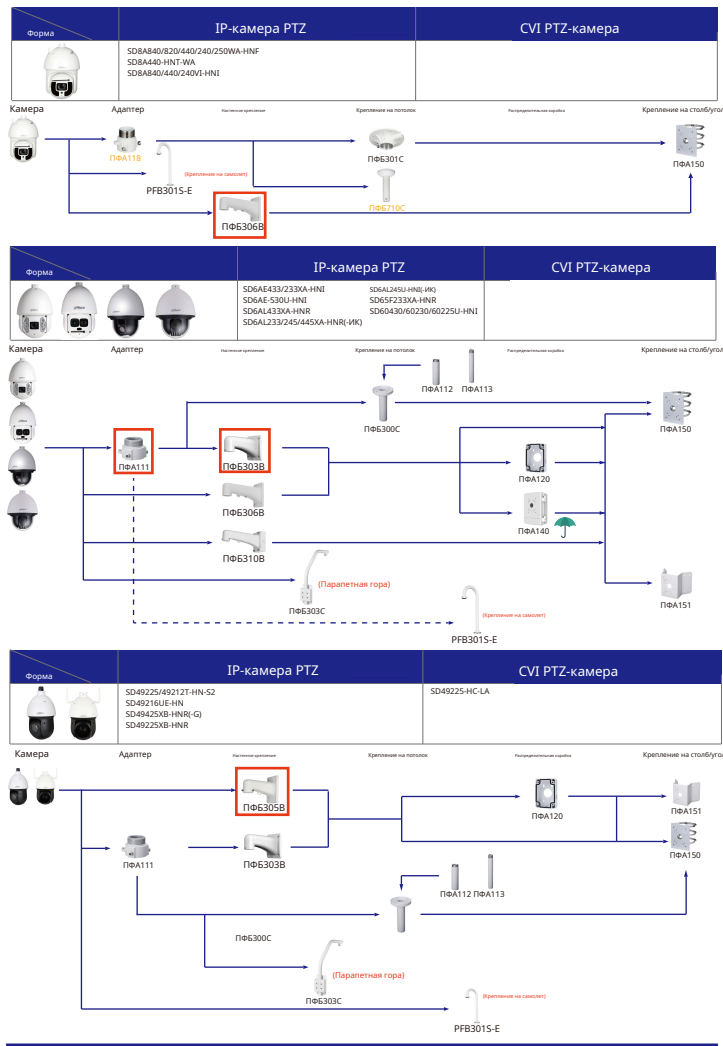 Форма
IP-камера PTZ
CVI PTZ-камера
SD8A840/820/440/240/250WA-HNF
SD8A440-HNT-WA
SD8A840/440/240VI-HNI
Камера
Адаптер
Настенное крепление
Крепление на потолок
Распределительная коробка
Крепление на столб/угол
ПФА118
(Крепление на самолет)
PFB301S-E
ПФБ301С
ПФБ710С
ПФА150
ПФБ306В
Форма
IP-камера PTZ
CVI PTZ-камера
SD6AE433/233XA-HNI
SD6AL245U-HNI(-ИК)
SD6AE-530U-HNI
SD65F233XA-HNR
SD6AL433XA-HNR
SD60430/60230/60225U-HNI
SD6AL233/245/445XA-HNR(-ИК)
Камера
Адаптер
Настенное крепление
Крепление на потолок
Распределительная коробка
Крепление на столб/угол
ПФА112
ПФА113
ПФБ300С
ПФА150
ПФА111
ПФБ303В
ПФА120
ПФБ306В
ПФА140
ПФБ310В
(Парапетная гора)
ПФБ303С
ПФА151
(Крепление на самолет)
PFB301S-E
Форма
IP-камера PTZ
CVI PTZ-камера
SD49225/49212T-HN-S2
SD49225-HC-LA
SD49216UE-HN
SD49425XB-HNR(-G)
SD49225XB-HNR
Камера
Адаптер
Настенное крепление
Крепление на потолок
Распределительная коробка
Крепление на столб/угол
ПФБ305В
ПФА120
ПФА151
ПФА111
ПФБ303В
ПФА150
ПФА112
ПФА113
ПФБ300С
(Парапетная гора)
ПФБ303С
(Крепление на самолет)
PFB301S-E